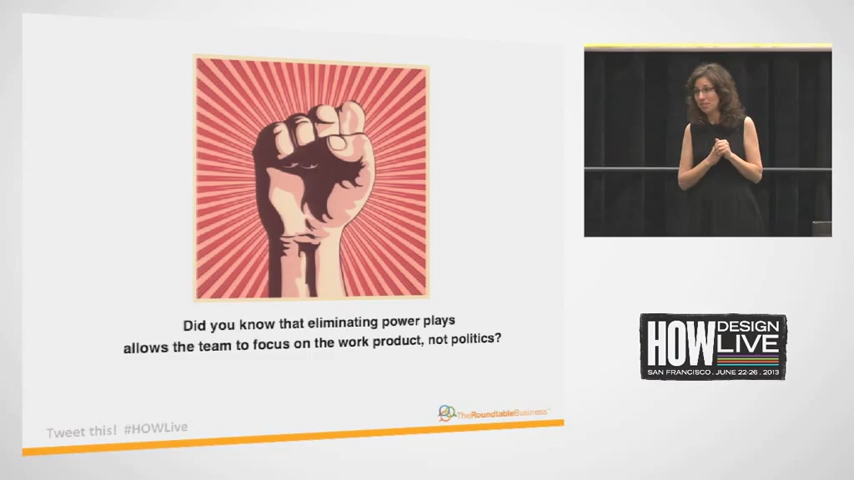 Did you know that eliminating power plays
allows the team to focus on the work product, not politics?
Tweet this! #HOWLive
TheRoundtableBusiness
HOW DESIGN LIVE
SAN FRANCISCO . JUNE 22-26 . 2013